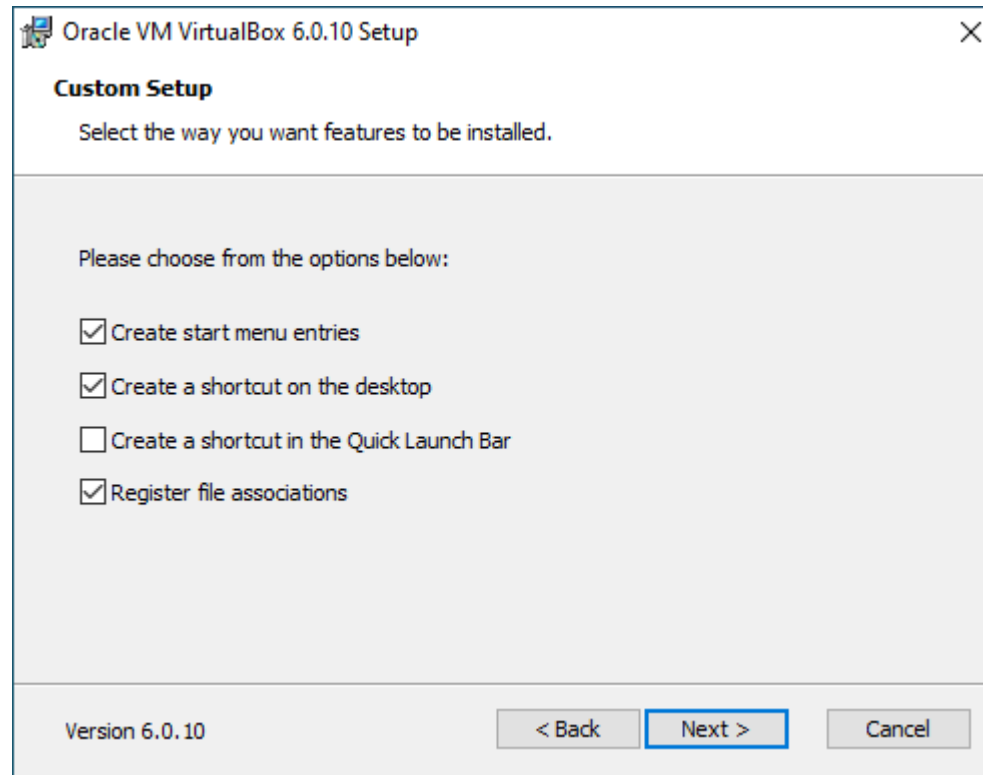 Oracle VM VirtualBox 6.0.10 Setup
Custom Setup
Select the way you want features to be installed.
Please choose from the options below:
Create start menu entries
Create a shortcut on the desktop
Create a shortcut in the Quick Launch Bar
Register file associations
Version 6.0.10
< Back
Next >
Cancel